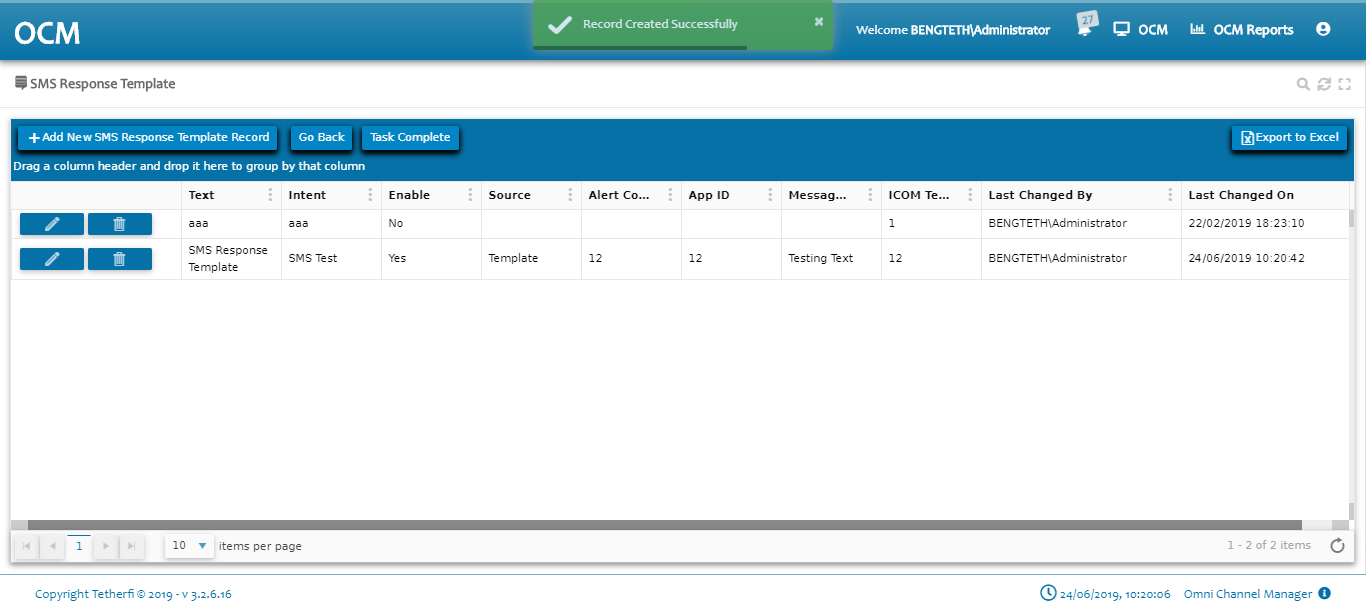 OCM
Record Created Successfully
Welcome BENGTETH\Administrator
27
OCM
OCM Reports
SMS Response Template
Add New SMS Response Template Record
Go Back
Task Complete
Export to Excel
Drag a column header and drop it here to group by that column
Text Intent Enable Source Alert Co... App ID Messag... ICOM Te... Last Changed By Last Changed On
aaa aaa No 1 BENGTETH\Administrator 22/02/2019 18:23:10
SMS Response
Template
SMS Test Yes Template 12 12 Testing Text 12 BENGTETH\Administrator 24/06/2019 10:20:42
1 10 items per page 1 - 2 of 2 items
Copyright Tetherfi © 2019 - v 3.2.6.16
24/06/2019, 10:20:06 Omni Channel Manager